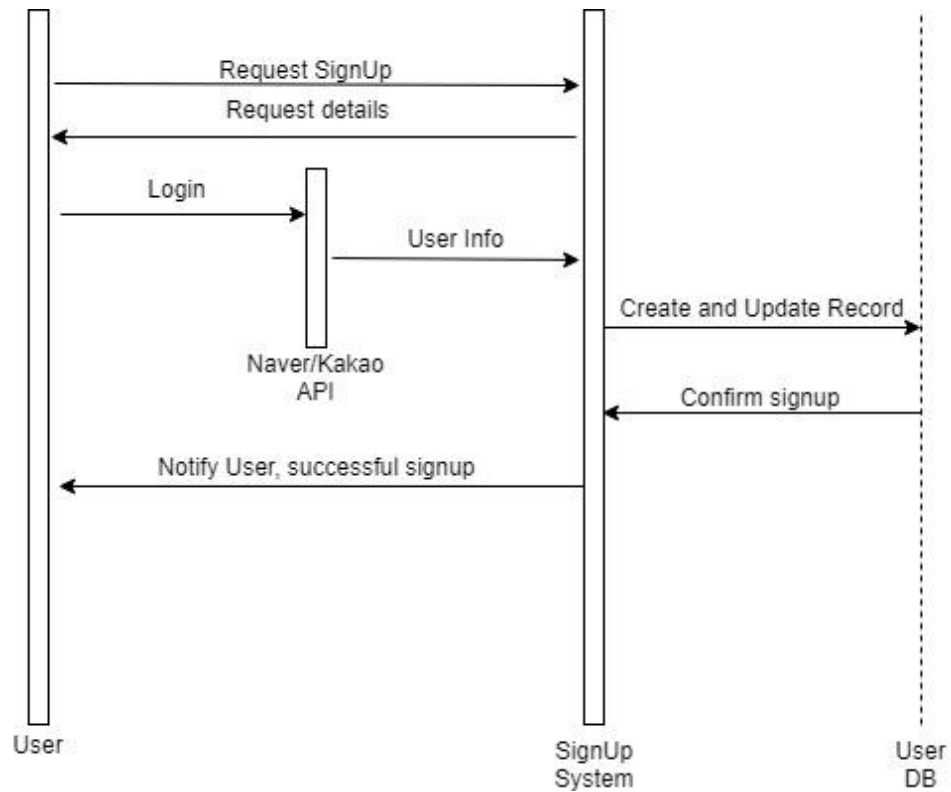 Request SignUp
Request details
Login
User Info
Create and Update Record
Naver/Kakao
API
Confirm signup
Notify User, successful signup
User
SignUp
System
User
DB